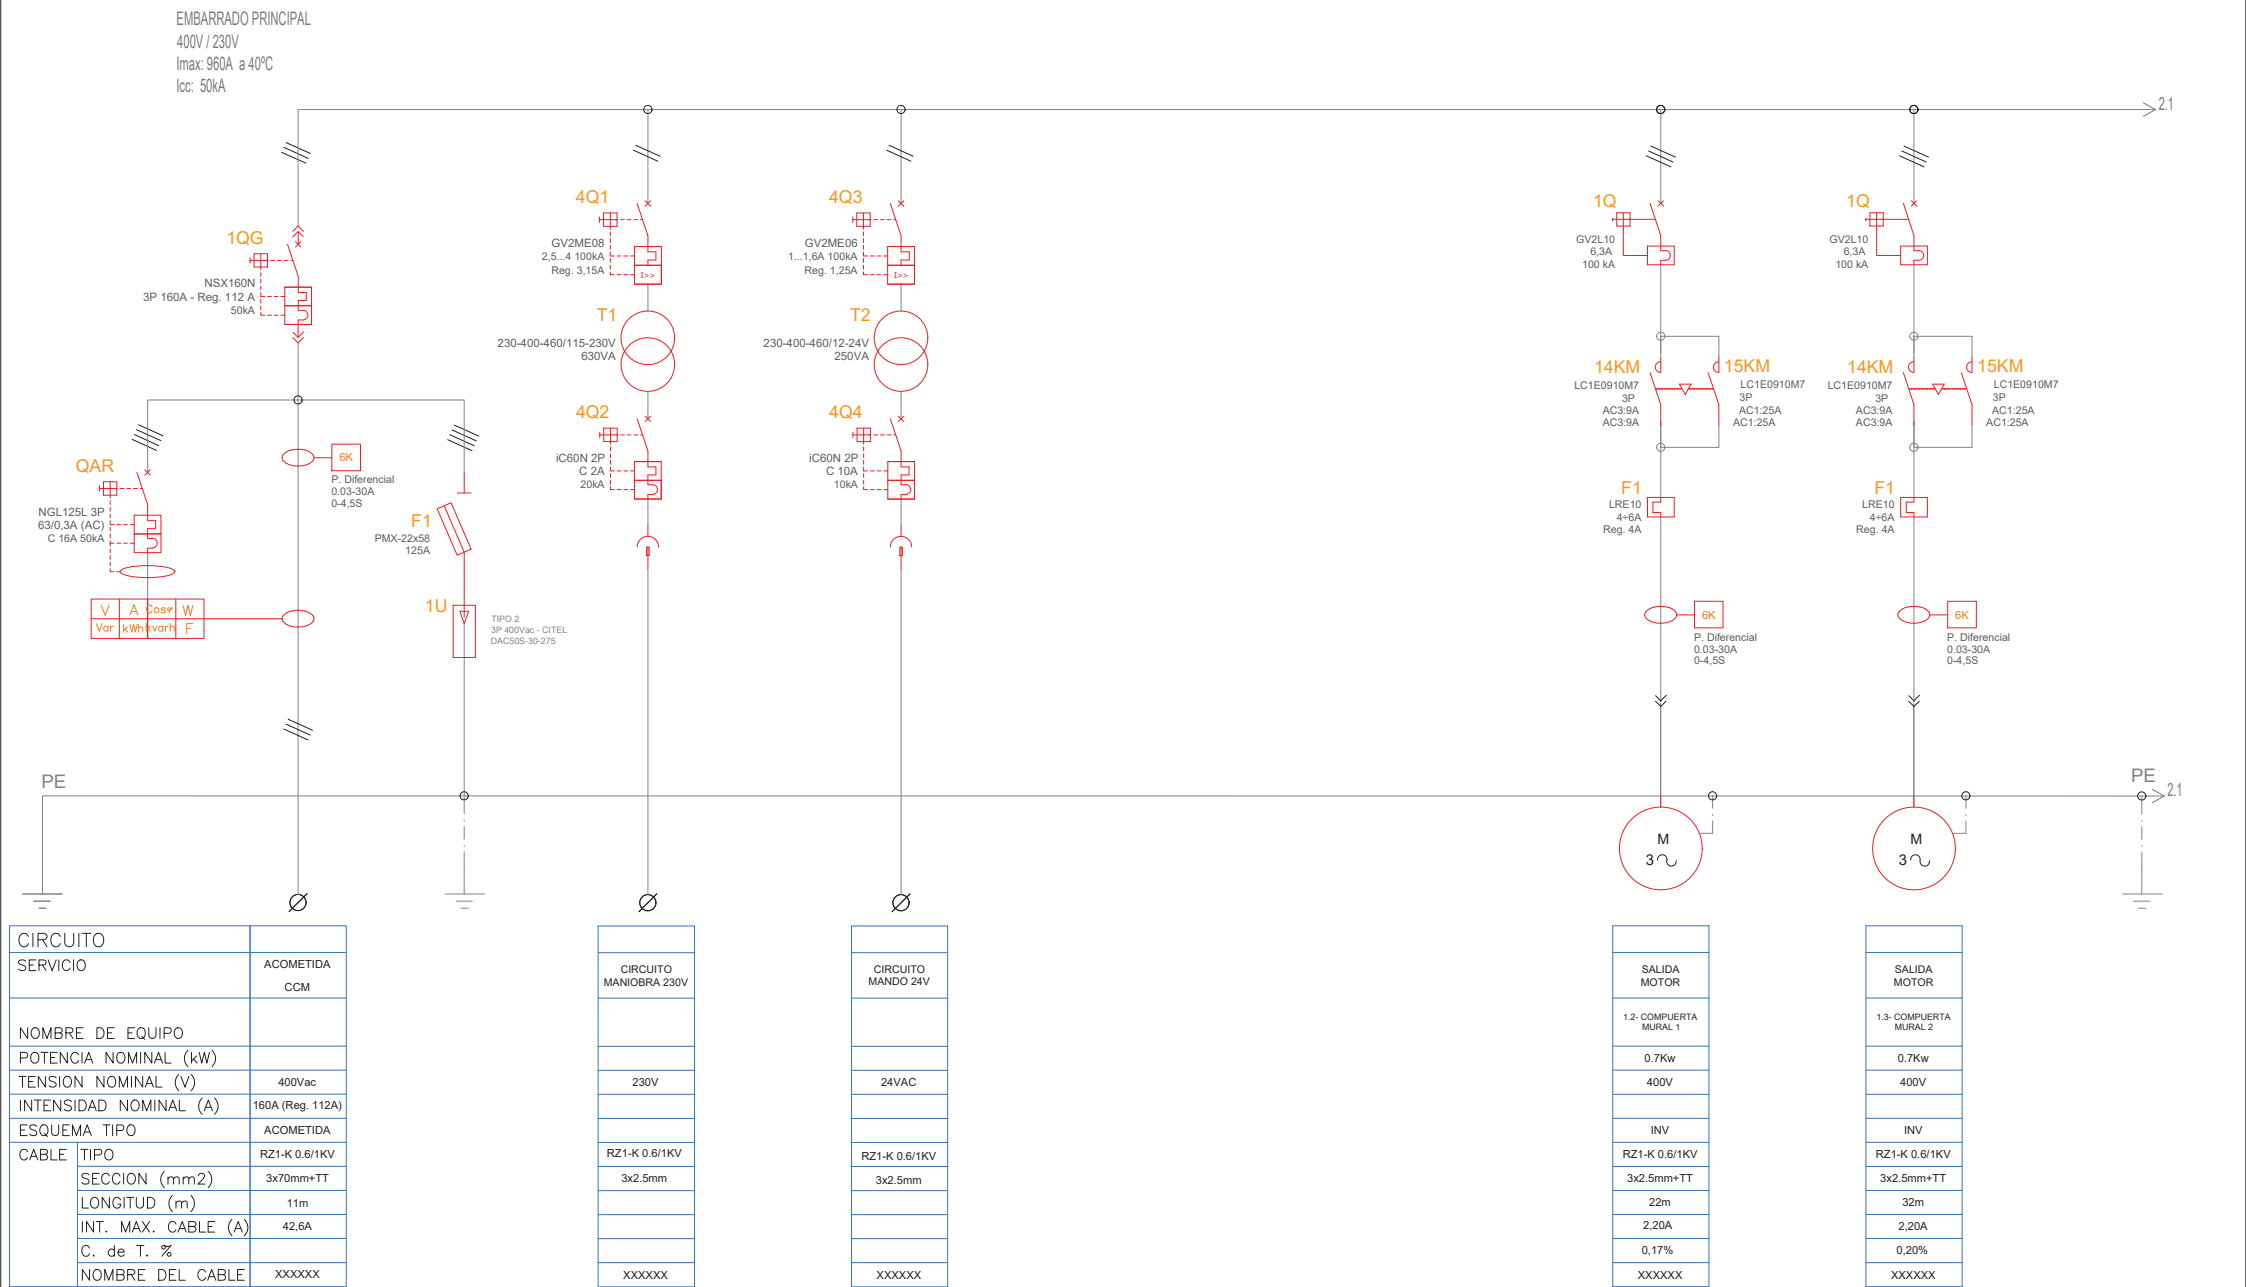 EMBARRADO PRINCIPAL
400V / 230V
Imax: 960A a 40ºC
Icc: 50kA
2.1
1QG
NSX160N
3P 160A - Reg. 112 A
50kA
4Q1
GV2ME08
2,5...4 100kA
Reg. 3,15A
I>>
T1
230-400-460/115-230V
630VA
4Q2
iC60N 2P
C 2A
20kA
4Q3
GV2ME06
1...1,6A 100kA
Reg. 1,25A
I>>
T2
230-400-460/12-24V
250VA
4Q4
iC60N 2P
C 10A
10kA
1Q
GV2L10
6,3A
100 kA
14KM
LC1E0910M7
3P
AC3:9A
AC3:9A
15KM
LC1E0910M7
3P
AC1:25A
AC1:25A
F1
LRE10
4÷6A
Reg. 4A
6K
P. Diferencial
0.03-30A
0-4,5S
1Q
GV2L10
6,3A
100 kA
14KM
LC1E0910M7
3P
AC3:9A
AC3:9A
15KM
LC1E0910M7
3P
AC1:25A
AC1:25A
F1
LRE10
4÷6A
Reg. 4A
6K
P. Diferencial
0.03-30A
0-4,5S
QAR
NGL125L 3P
63/0,3A (AC)
C 16A 50kA
6K
P. Diferencial
0.03-30A
0-4,5S
F1
PMX-22x58
125A
V A Cosφ W
Var kWh kvarh F
1U
TIPO 2
3P 400Vac - CITEL
DAC50S-30-275
PE
PE
2.1
M
3
M
3
CIRCUITO
SERVICIO ACOMETIDA
CCM
CIRCUITO
MANIOBRA 230V
CIRCUITO
MANDO 24V
SALIDA
MOTOR
SALIDA
MOTOR
NOMBRE DE EQUIPO
1.2- COMPUERTA
MURAL 1
1.3- COMPUERTA
MURAL 2
POTENCIA NOMINAL (kW) 0.7Kw 0.7Kw
TENSION NOMINAL (V) 400Vac 230V 24VAC 400V 400V
INTENSIDAD NOMINAL (A) 160A (Reg. 112A)
ESQUEMA TIPO ACOMETIDA INV INV
CABLE TIPO RZ1-K 0.6/1KV RZ1-K 0.6/1KV RZ1-K 0.6/1KV RZ1-K 0.6/1KV RZ1-K 0.6/1KV
SECCION (mm2) 3x70mm+TT 3x2.5mm 3x2.5mm 3x2.5mm+TT 3x2.5mm+TT
LONGITUD (m) 11m 22m 32m
INT. MAX. CABLE (A) 42,6A 2,20A 2,20A
C. de T. % 0,17% 0,20%
NOMBRE DEL CABLE XXXXXX XXXXXX XXXXXX XXXXXX XXXXXX